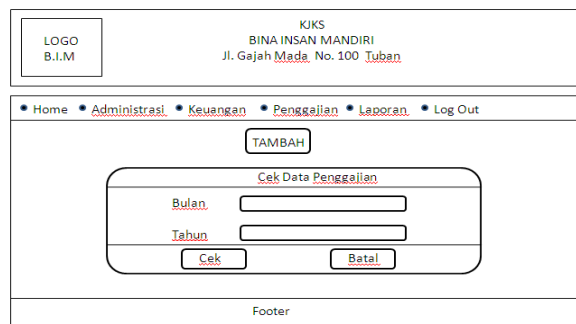 LOGO
B.I.M
KJKS
BINA INSAN MANDIRI
Jl. Gajah Mada No. 100 Tuban
• Home • Administrasi • Keuangan • Penggajian • Laporan • Log Out
TAMBAH
Cek Data Penggajian
Bulan
Tahun
Cek Batal
Footer